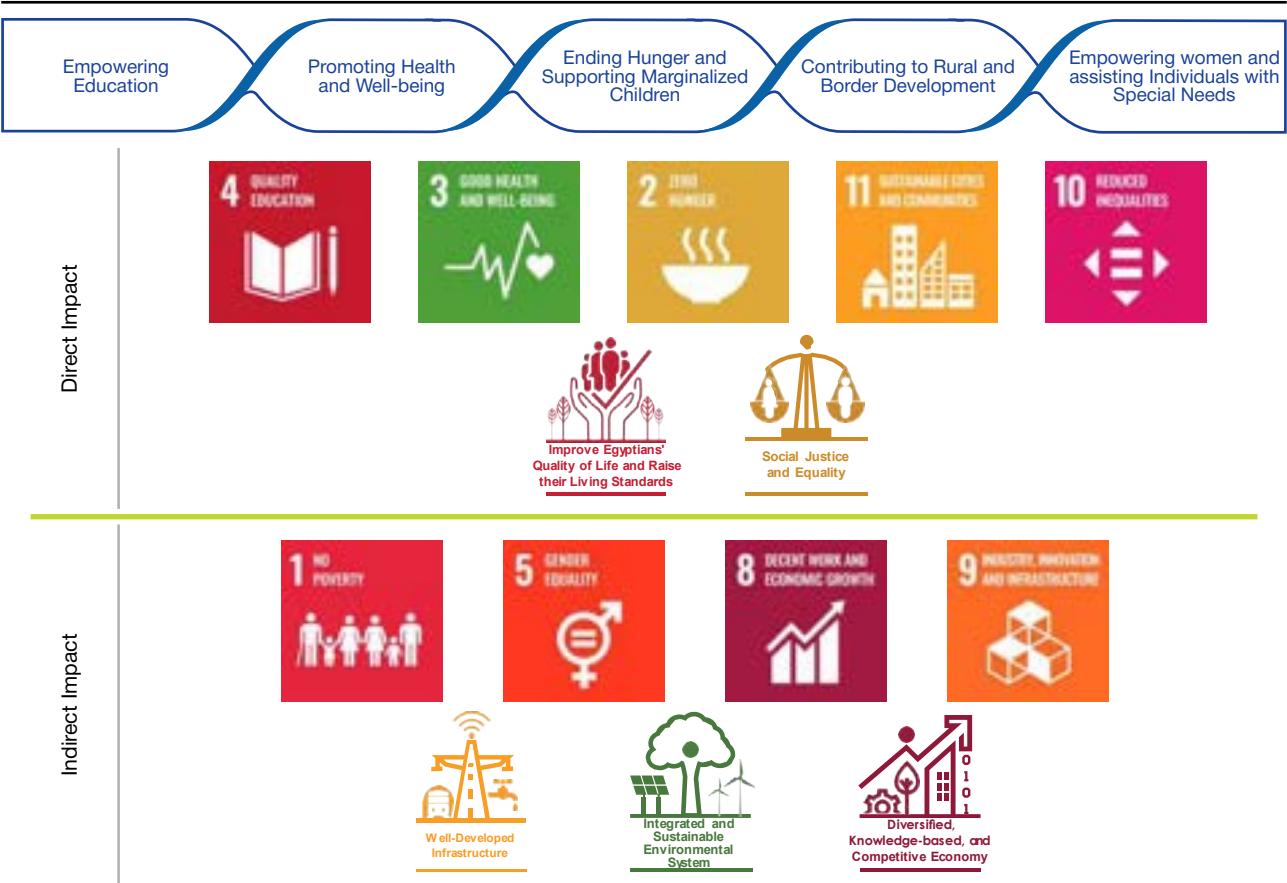 Empowering
Education
Promoting Health
and Well-being
Ending Hunger and
Supporting Marginalized
Children
Contributing to Rural and
Border Development
Empowering women and
assisting Individuals with
Special Needs
Direct Impact
4 QUALITY
EDUCATION
3 GOOD HEALTH
AND WELL-BEING
2 ZERO
HUNGER
11 SUSTAINABLE CITIES
AND COMMUNITIES
10 REDUCED
INEQUALITIES
Improve Egyptians'
Quality of Life and Raise
their Living Standards
Social Justice
and Equality
Indirect Impact
1 NO
POVERTY
5 GENDER
EQUALITY
8 DECENT WORK AND
ECONOMIC GROWTH
9 INDUSTRY, INNOVATION
AND INFRASTRUCTURE
Well-Developed
Infrastructure
Integrated and
Sustainable
Environmental
System
0
1
0
1
Diversified,
Knowledge-based, and
Competitive Economy